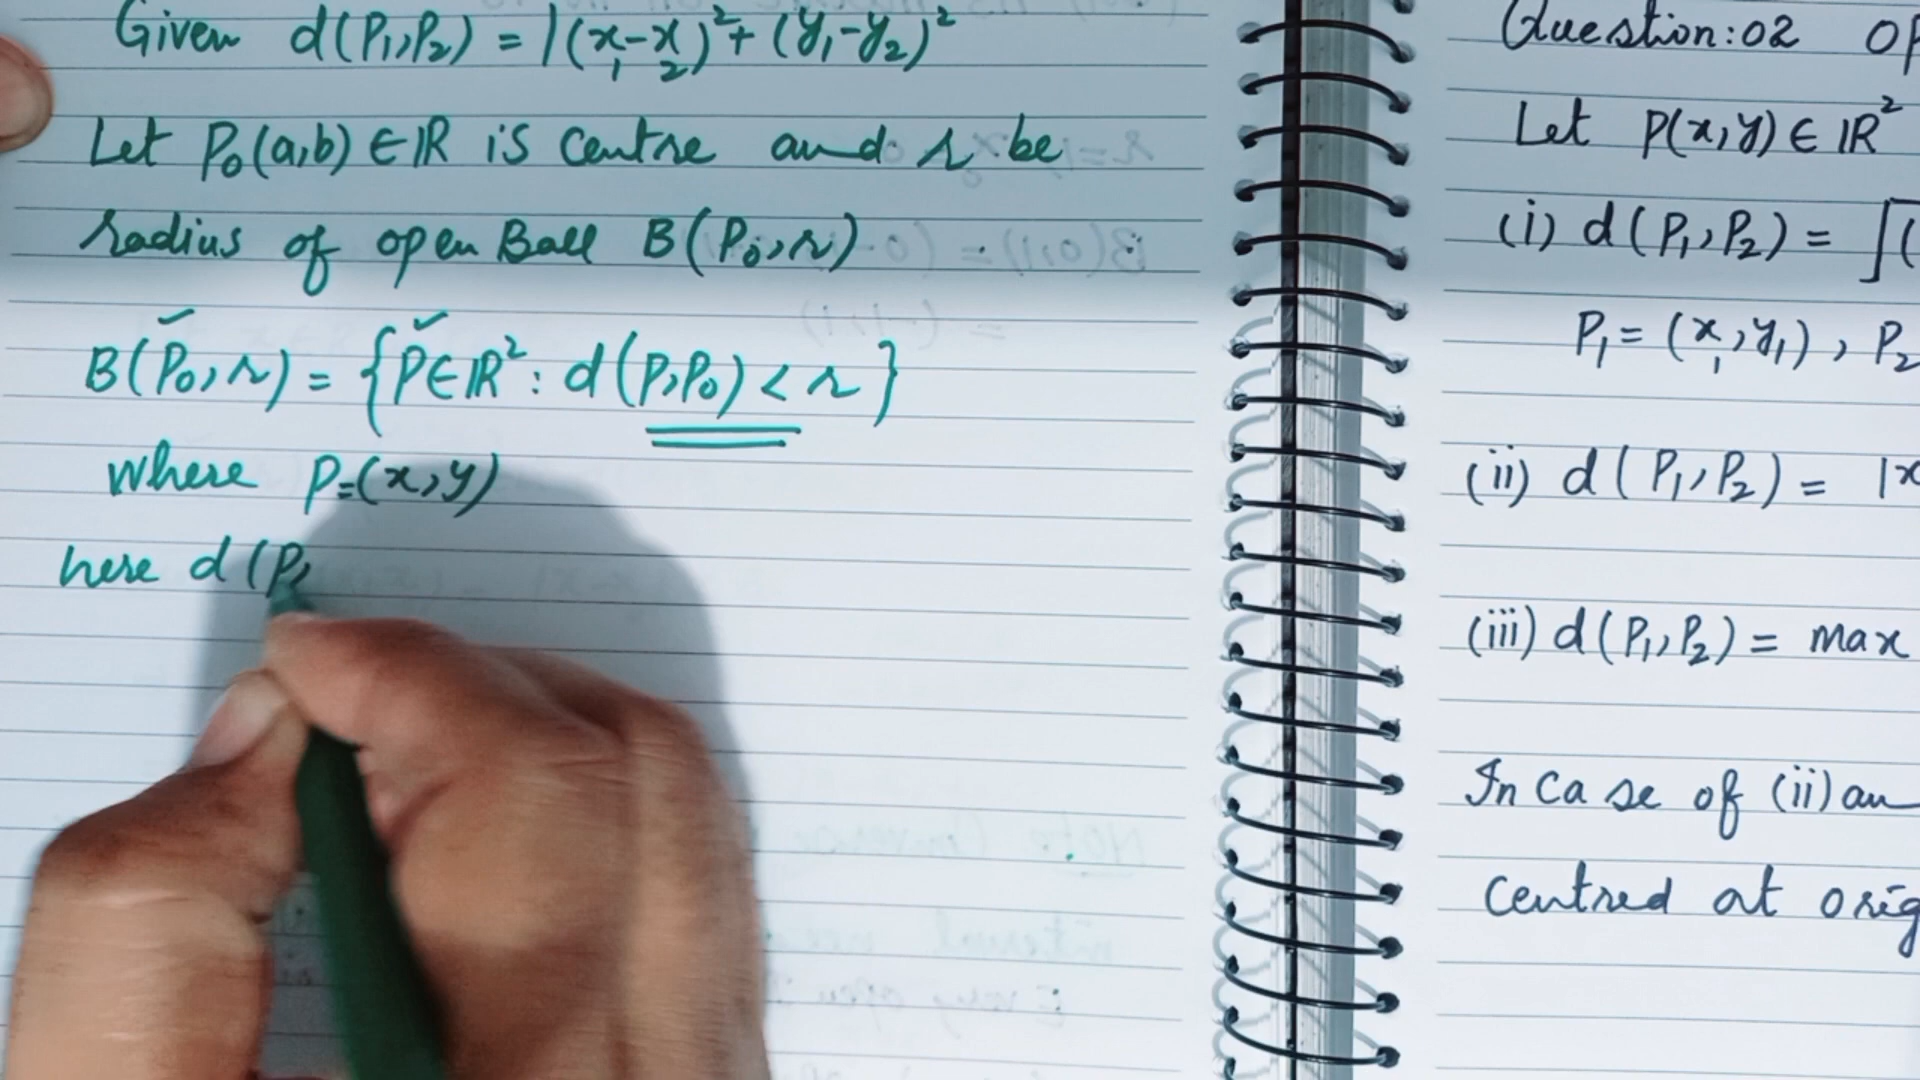 Given d(P₁,P₂) = √(x₁-x₂)²+(y₁-y₂)²
Let P₀(a,b) ∈ IR is Centre and r be
radius of open Ball B(P₀,r)
B(P₀,r) = {P∈IR² : d(P,P₀) < r}
where P=(x,y)
here d(P,
Question:02 Op
Let P(x,y) ∈ IR²
(i) d(P₁,P₂) = √(
P₁ = (x₁,y₁), P₂
(ii) d(P₁,P₂) = |x
(iii) d(P₁,P₂) = max
In Case of (ii) an
Centred at orig